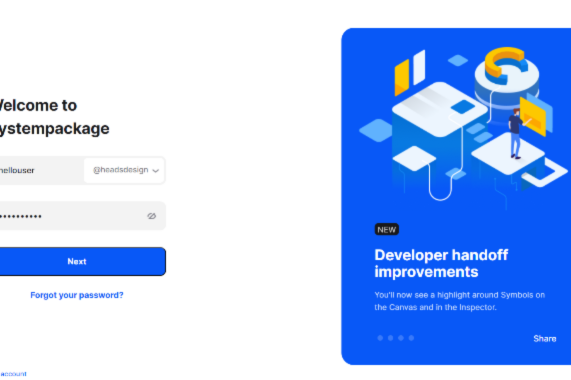 Welcome to
ystempackage
hellouser
@headsdesign
••••••••••
Next
Forgot your password?
account
NEW
Developer handoff
improvements
You'll now see a highlight around Symbols on
the Canvas and in the Inspector.
Share